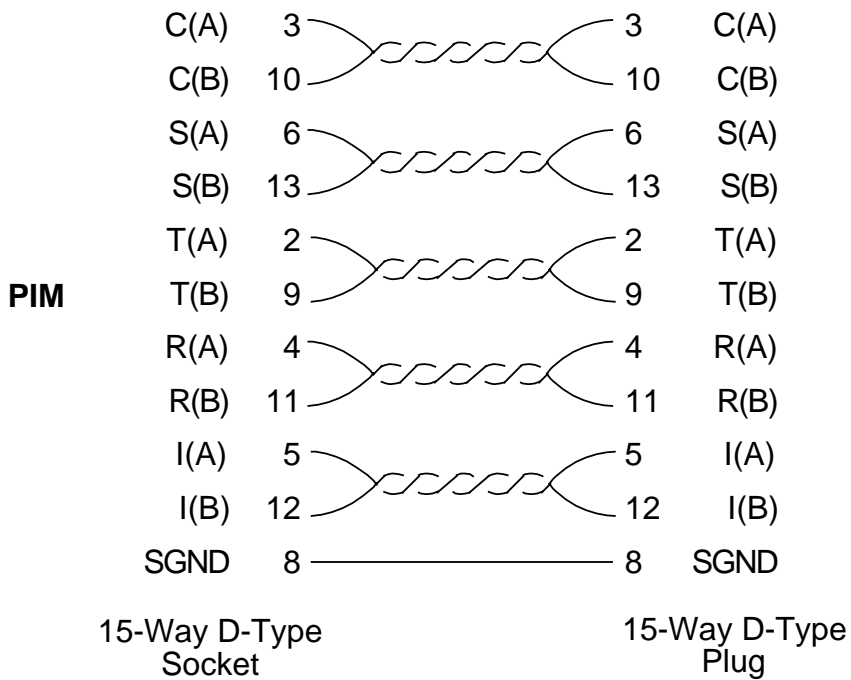 C(A) 3 3 C(A)
C(B) 10 10 C(B)
S(A) 6 6 S(A)
S(B) 13 13 S(B)
T(A) 2 2 T(A)
PIM T(B) 9 9 T(B)
R(A) 4 4 R(A)
R(B) 11 11 R(B)
I(A) 5 5 I(A)
I(B) 12 12 I(B)
SGND 8 8 SGND
15-Way D-Type
Socket
15-Way D-Type
Plug